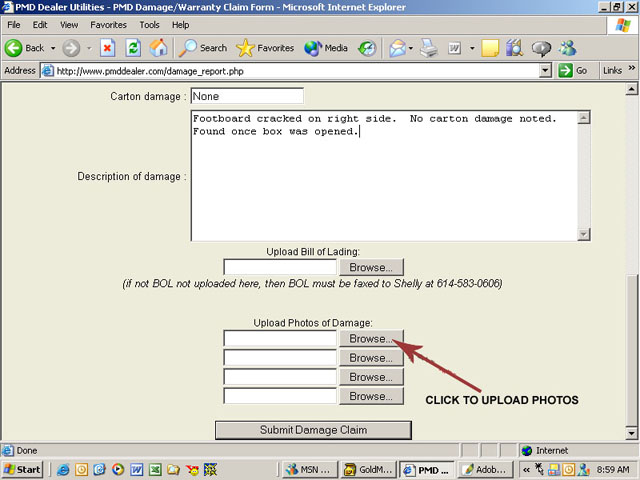 PMD Dealer Utilities - PMD Damage/Warranty Claim Form - Microsoft Internet Explorer
File Edit View Favorites Tools Help
Back Search Favorites Media
Address http://www.pmddealer.com/damage_report.php Go Links »
Carton damage : None
Description of damage : Footboard cracked on right side. No carton damage noted.
Found once box was opened.
Upload Bill of Lading:
Browse...
(if not BOL not uploaded here, then BOL must be faxed to Shelly at 614-583-0606)
Upload Photos of Damage:
Browse...
Browse...
Browse...
Browse...
CLICK TO UPLOAD PHOTOS
Submit Damage Claim
Done Internet
Start MSN ... GoldM... PMD ... Adob... « 8:59 AM